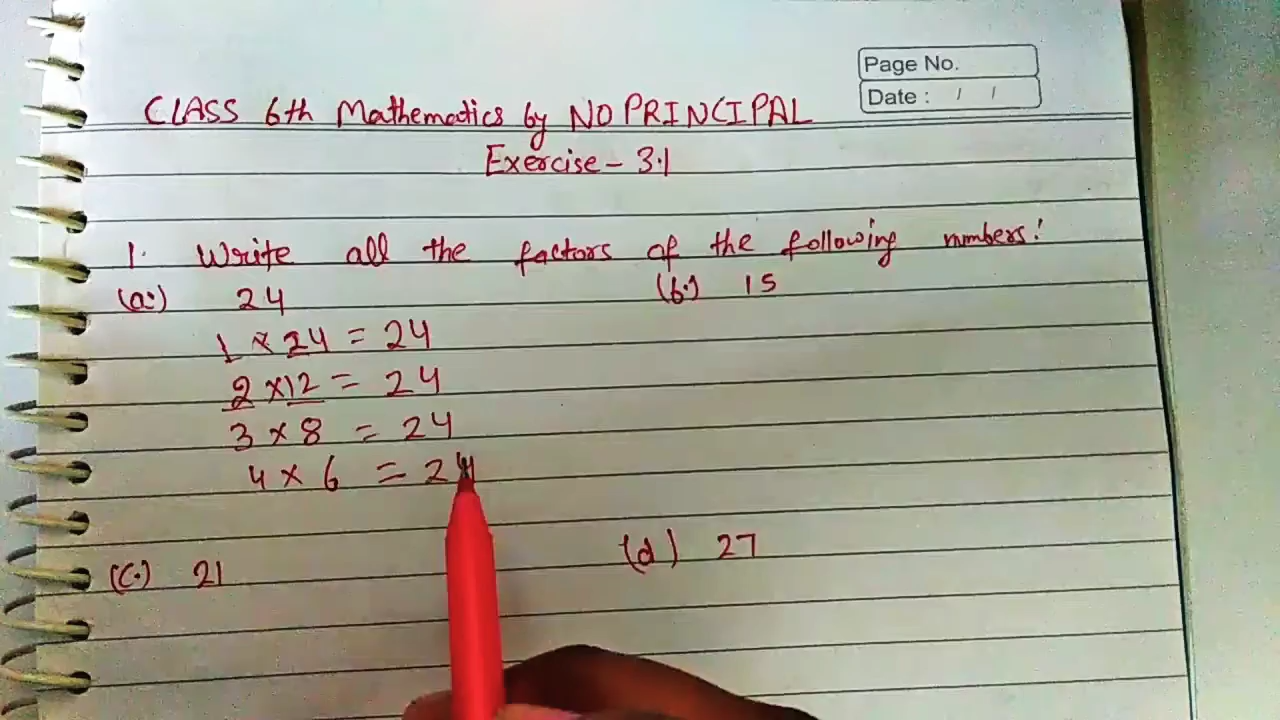 Page No.
Date : / /
CLASS 6th Mathematics by NO PRINCIPAL
Exercise - 3.1
1. Write all the factors of the following numbers:
(a.) 24 (b.) 15
1 × 24 = 24
2 × 12 = 24
3 × 8 = 24
4 × 6 = 24
(c.) 21 (d) 27